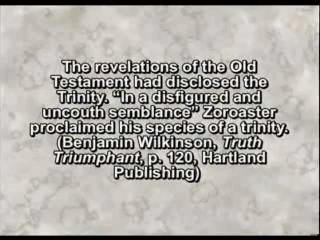 The revelations of the Old
Testament had disclosed the
Trinity. “In a disfigured and
uncouth semblance” Zoroaster
proclaimed his species of a trinity.
(Benjamin Wilkinson, Truth
Triumphant, p. 120, Hartland
Publishing)